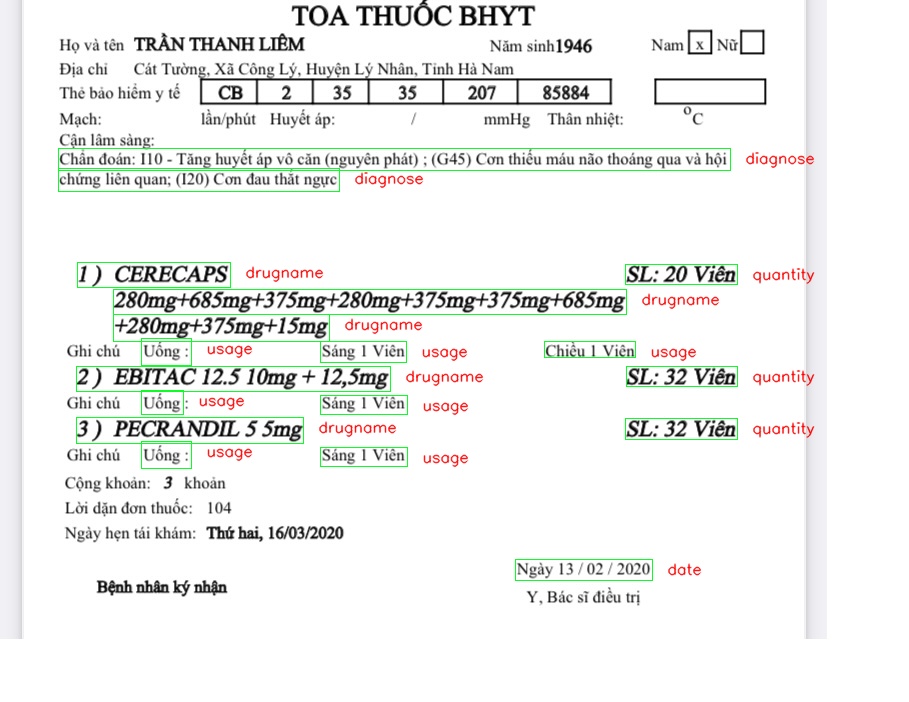 TOA THUỐC BHYT
Họ và tên TRẦN THANH LIÊM Năm sinh1946 Nam x Nữ
Địa chỉ Cát Tường, Xã Công Lý, Huyện Lý Nhân, Tỉnh Hà Nam
Thẻ bảo hiểm y tế CB 2 35 35 207 85884
Mạch: lần/phút Huyết áp: / mmHg Thân nhiệt: °C
Cận lâm sàng:
Chẩn đoán: I10 - Tăng huyết áp vô căn (nguyên phát) ; (G45) Cơn thiếu máu não thoáng qua và hội diagnose
chứng liên quan; (I20) Cơn đau thắt ngực diagnose
1 ) CERECAPS drugname SL: 20 Viên quantity
280mg+685mg+375mg+280mg+375mg+375mg+685mg drugname
+280mg+375mg+15mg drugname
Ghi chú Uống : usage Sáng 1 Viên usage Chiều 1 Viên usage
2 ) EBITAC 12.5 10mg + 12,5mg drugname SL: 32 Viên quantity
Ghi chú Uống : usage Sáng 1 Viên usage
3 ) PECRANDIL 5 5mg drugname SL: 32 Viên quantity
Ghi chú Uống : usage Sáng 1 Viên usage
Cộng khoản: 3 khoản
Lời dặn đơn thuốc: 104
Ngày hẹn tái khám: Thứ hai, 16/03/2020
Ngày 13 / 02 / 2020 date
Bệnh nhân ký nhận
Y, Bác sĩ điều trị